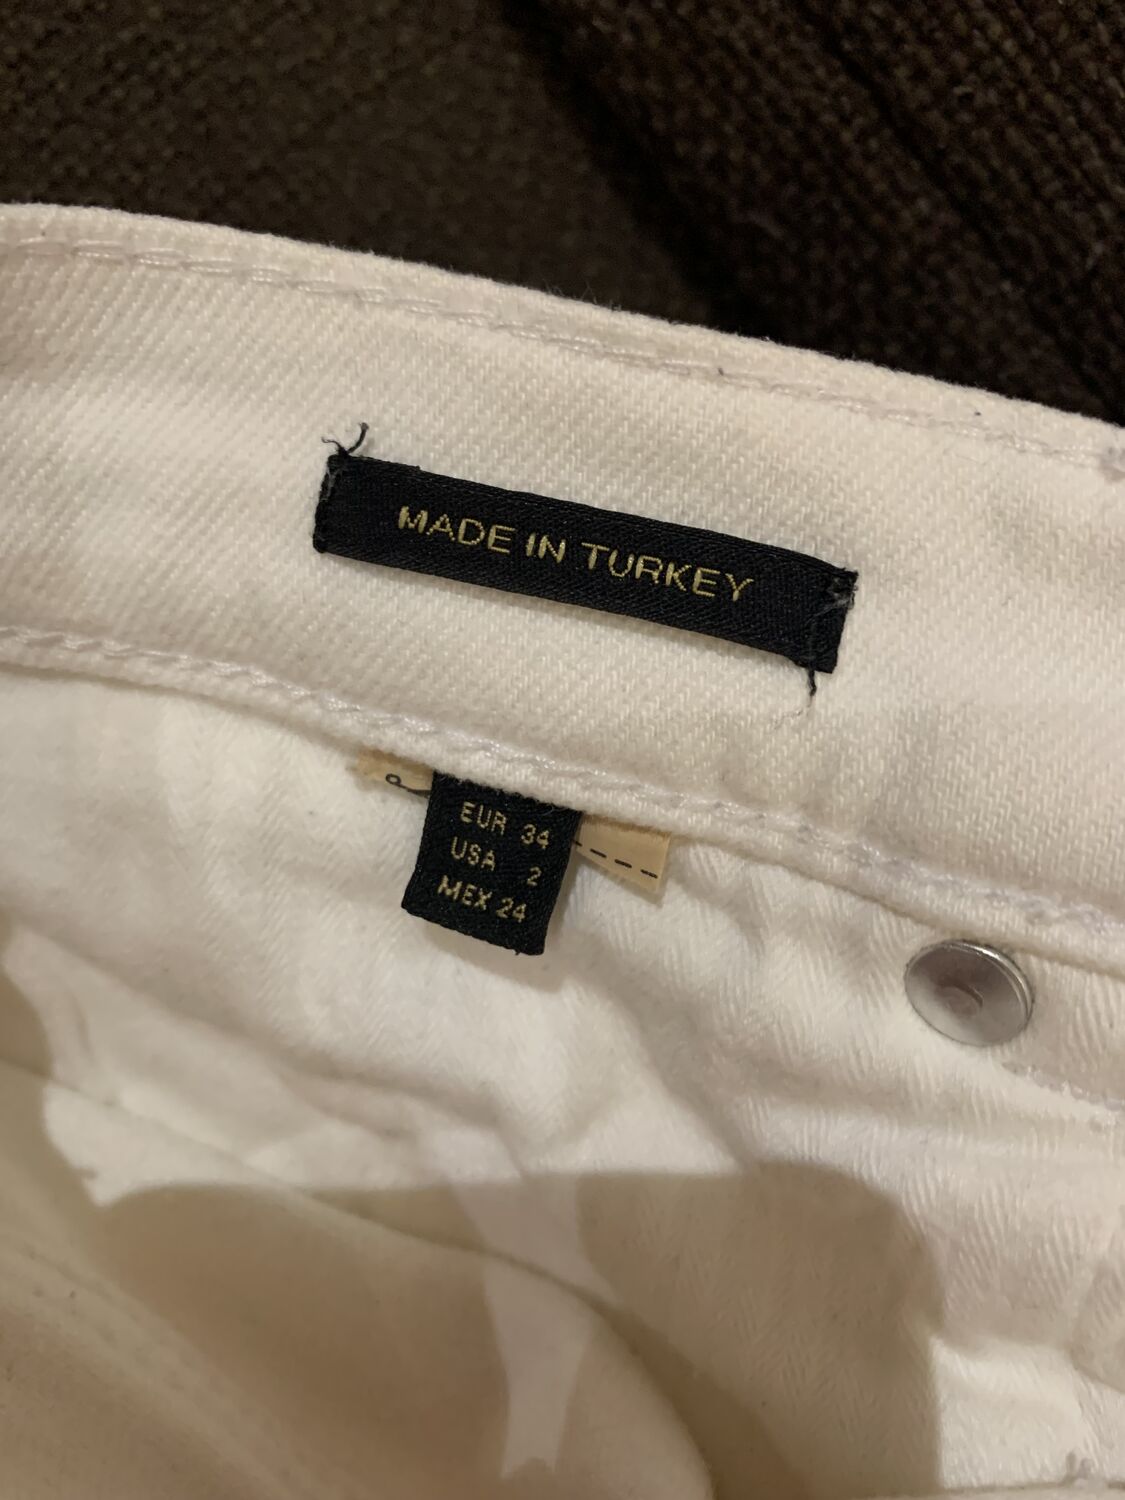 MADE IN TURKEY
EUR 34
USA 2
MEX 24